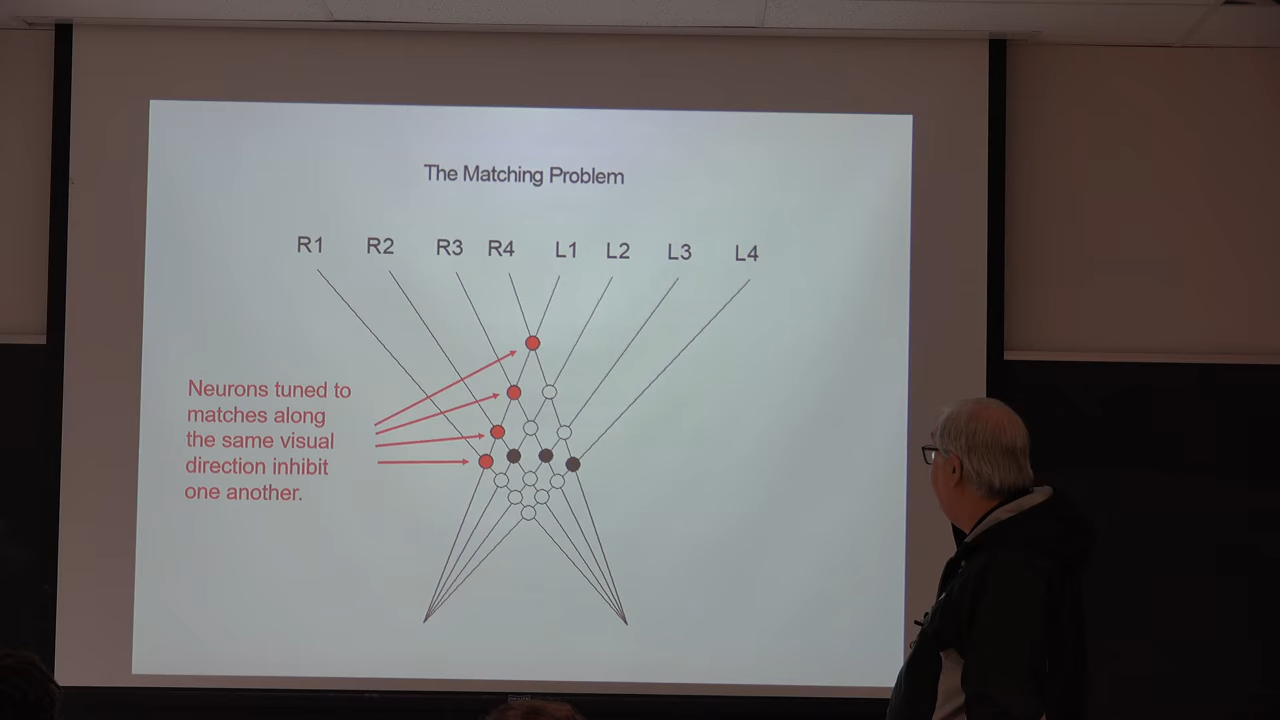 The Matching Problem
R1 R2 R3 R4 L1 L2 L3 L4
Neurons tuned to
matches along
the same visual
direction inhibit
one another.